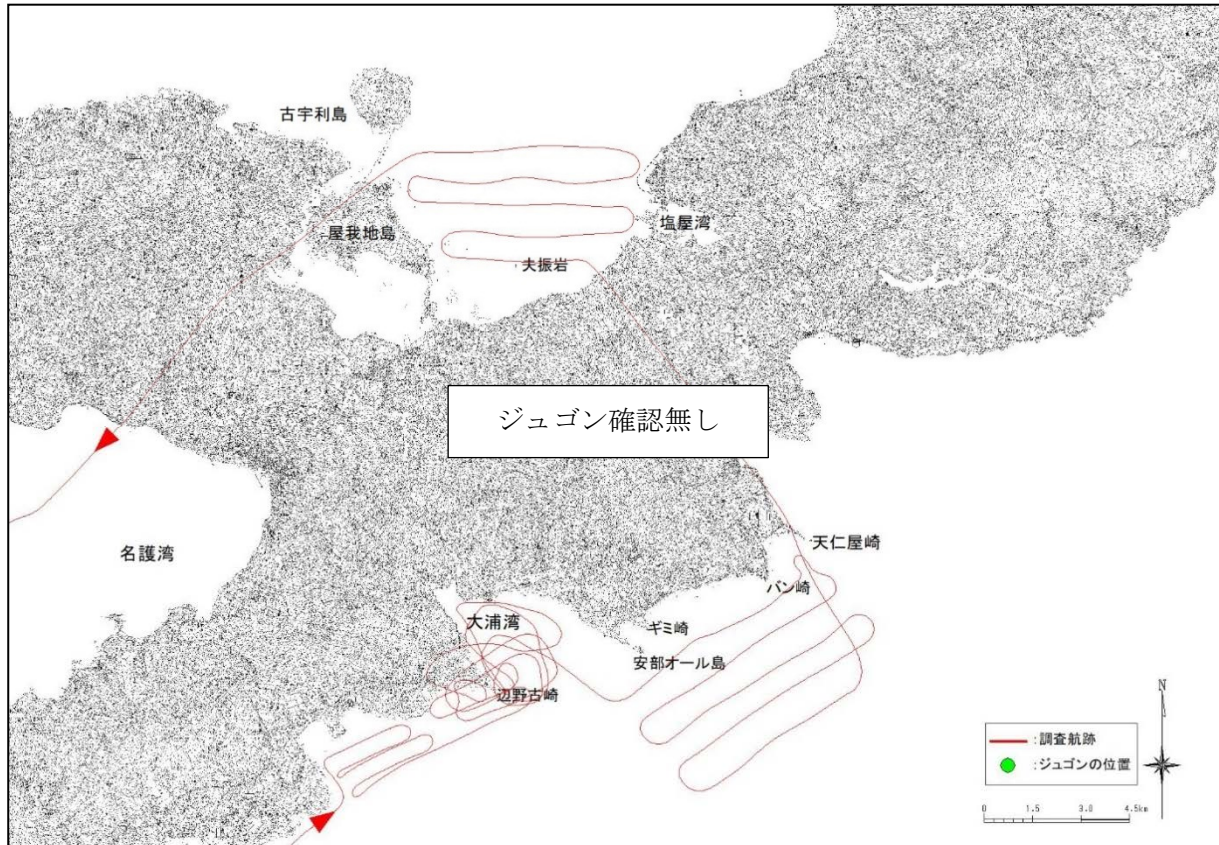 古宇利島
屋我地島
塩屋湾
夫振岩
ジュゴン確認無し
名護湾
天仁屋崎
バン崎
大浦湾
ギミ崎
安部オール島
辺野古崎
N
:調査航跡
:ジュゴンの位置
0 1.5 3.0 4.5km